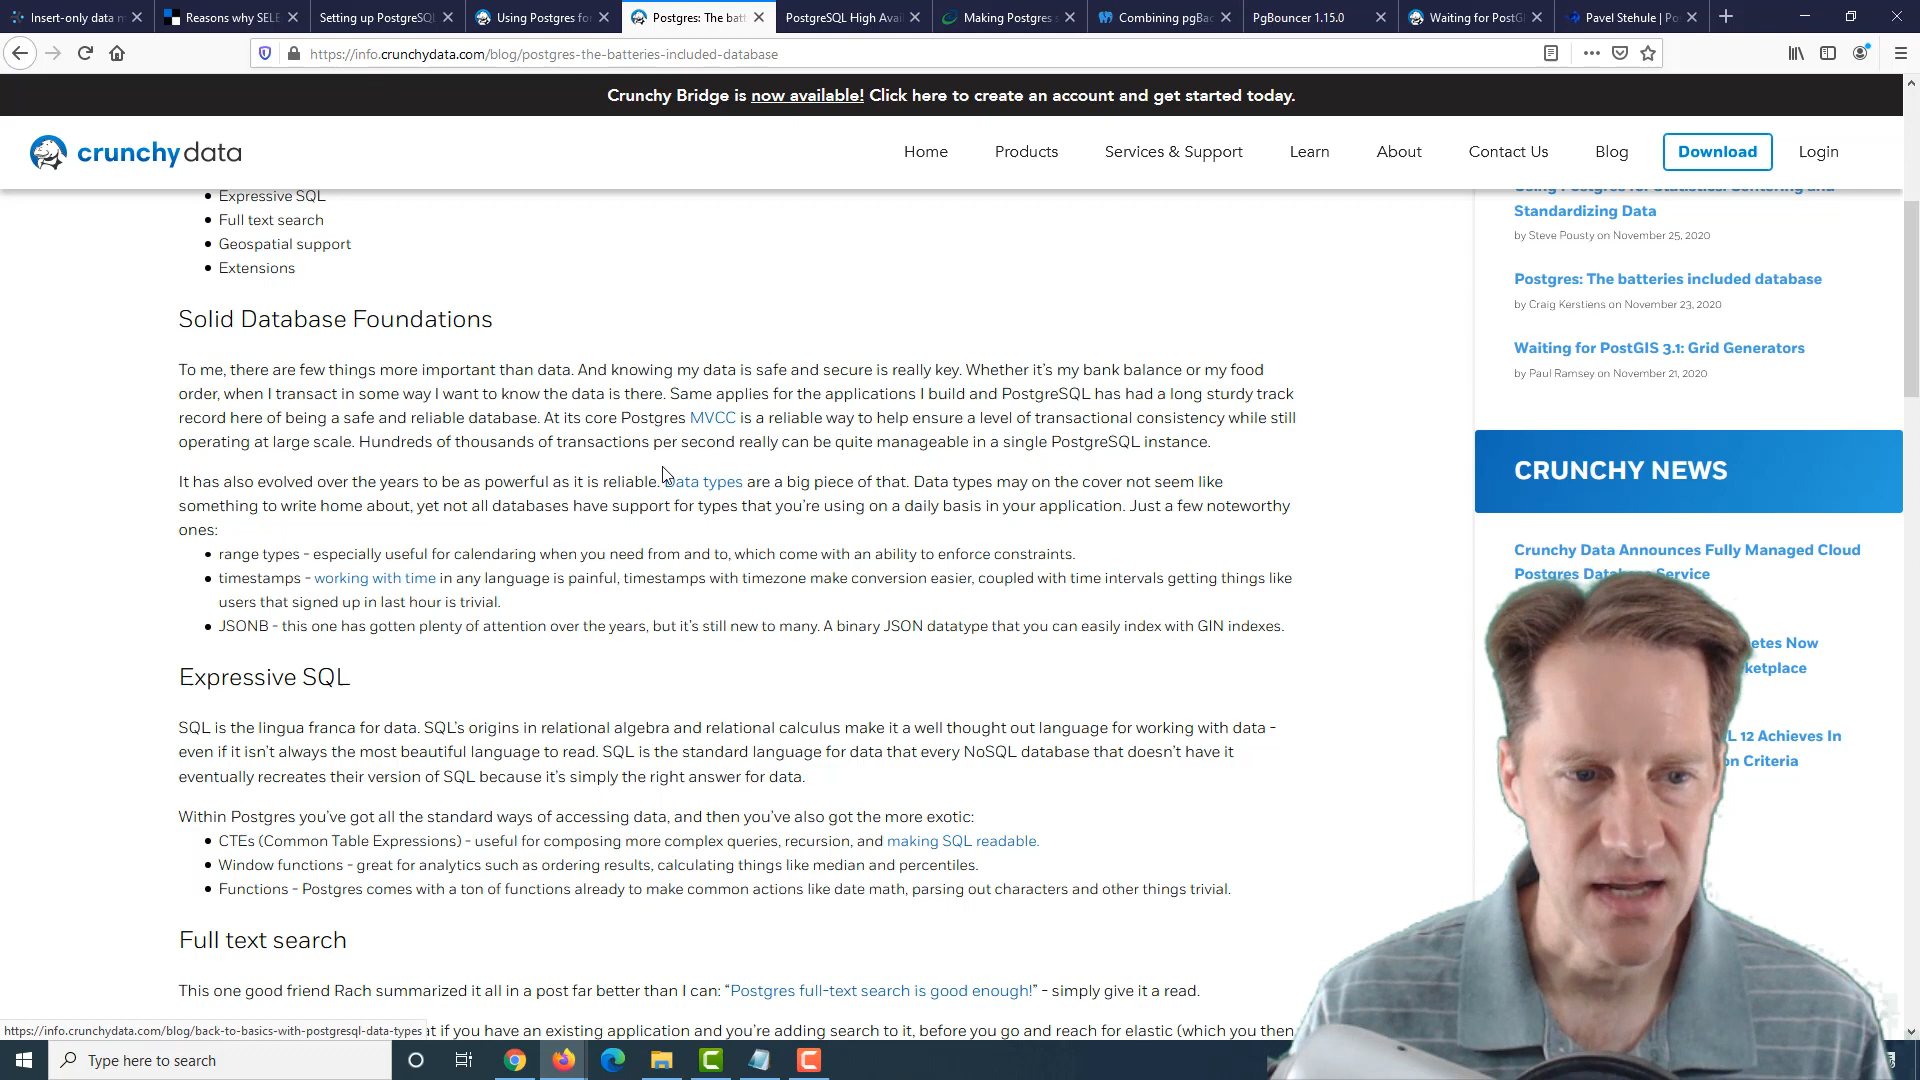 Insert-only data m
Reasons why SELE
Setting up PostgreSQL
Using Postgres fo
Postgres: The batt
PostgreSQL High Avai
Making Postgres s
Combining pgBac
PgBouncer 1.15.0
Waiting for PostG
Pavel Stehule | Po
https://info.crunchydata.com/blog/postgres-the-batteries-included-database
Crunchy Bridge is now available! Click here to create an account and get started today.
crunchydata
Home
Products
Services & Support
Learn
About
Contact Us
Blog
Download
Login
Expressive SQL
Full text search
Geospatial support
Extensions
Solid Database Foundations
To me, there are few things more important than data. And knowing my data is safe and secure is really key. Whether it's my bank balance or my food
order, when I transact in some way I want to know the data is there. Same applies for the applications I build and PostgreSQL has had a long sturdy track
record here of being a safe and reliable database. At its core Postgres MVCC is a reliable way to help ensure a level of transactional consistency while still
operating at large scale. Hundreds of thousands of transactions per second really can be quite manageable in a single PostgreSQL instance.
It has also evolved over the years to be as powerful as it is reliable. Data types are a big piece of that. Data types may on the cover not seem like
something to write home about, yet not all databases have support for types that you're using on a daily basis in your application. Just a few noteworthy
ones:
range types - especially useful for calendaring when you need from and to, which come with an ability to enforce constraints.
timestamps - working with time in any language is painful, timestamps with timezone make conversion easier, coupled with time intervals getting things like
users that signed up in last hour is trivial.
JSONB - this one has gotten plenty of attention over the years, but it's still new to many. A binary JSON datatype that you can easily index with GIN indexes.
Expressive SQL
SQL is the lingua franca for data. SQL's origins in relational algebra and relational calculus make it a well thought out language for working with data -
even if it isn't always the most beautiful language to read. SQL is the standard language for data that every NoSQL database that doesn't have it
eventually recreates their version of SQL because it's simply the right answer for data.
Within Postgres you've got all the standard ways of accessing data, and then you've also got the more exotic:
CTEs (Common Table Expressions) - useful for composing more complex queries, recursion, and making SQL readable.
Window functions - great for analytics such as ordering results, calculating things like median and percentiles.
Functions - Postgres comes with a ton of functions already to make common actions like date math, parsing out characters and other things trivial.
Full text search
This one good friend Rach summarized it all in a post far better than I can: “Postgres full-text search is good enough!” - simply give it a read.
at if you have an existing application and you're adding search to it, before you go and reach for elastic (which you then
Using Postgres for Statistics: Centering and
Standardizing Data
by Steve Pousty on November 25, 2020
Postgres: The batteries included database
by Craig Kerstiens on November 23, 2020
Waiting for PostGIS 3.1: Grid Generators
by Paul Ramsey on November 21, 2020
CRUNCHY NEWS
Crunchy Data Announces Fully Managed Cloud
Postgres Database Service
etes Now
ketplace
L 12 Achieves In
on Criteria
https://info.crunchydata.com/blog/back-to-basics-with-postgresql-data-types
Type here to search